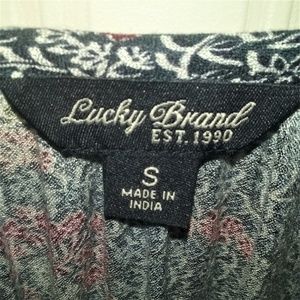 Lucky Brand
EST. 1990
S
MADE IN
INDIA